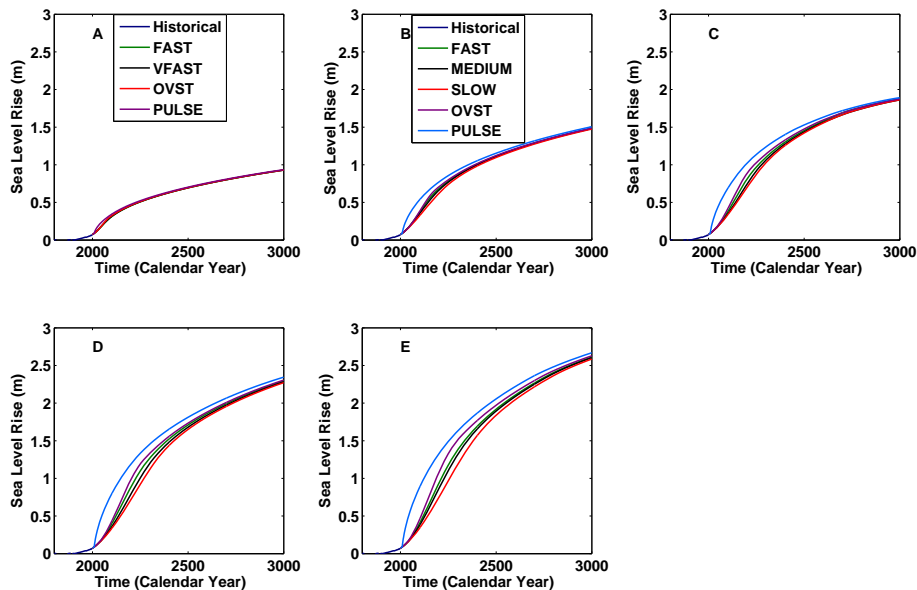 A
Historical
FAST
VFAST
OVST
PULSE
3
2.5
2
1.5
1
0.5
0
Sea Level Rise (m)
2000 2500 3000
Time (Calendar Year)
B
Historical
FAST
MEDIUM
SLOW
OVST
PULSE
3
2.5
2
1.5
1
0.5
0
Sea Level Rise (m)
2000 2500 3000
Time (Calendar Year)
C
3
2.5
2
1.5
1
0.5
0
Sea Level Rise (m)
2000 2500 3000
Time (Calendar Year)
D
3
2.5
2
1.5
1
0.5
0
Sea Level Rise (m)
2000 2500 3000
Time (Calendar Year)
E
3
2.5
2
1.5
1
0.5
0
Sea Level Rise (m)
2000 2500 3000
Time (Calendar Year)